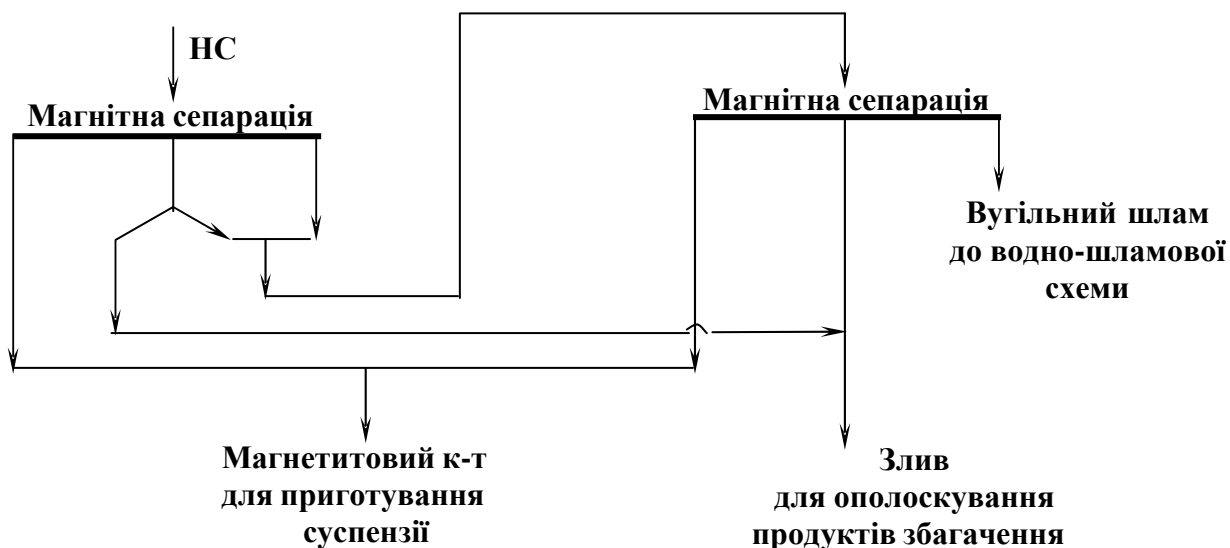 НС
Магнітна сепарація
Магнітна сепарація
Вугільний шлам
до водно-шламової
схеми
Магнетитовий к-т
для приготування
суспензії
Злив
для ополоскування
продуктів збагачення